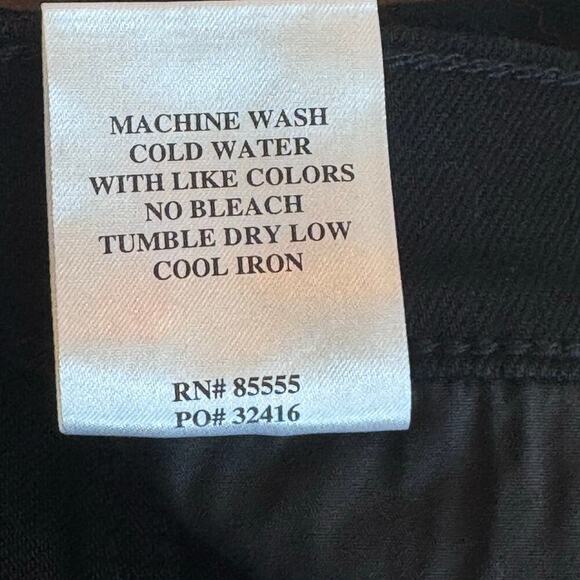 MACHINE WASH
COLD WATER
WITH LIKE COLORS
NO BLEACH
TUMBLE DRY LOW
COOL IRON
RN# 85555
PO# 32416